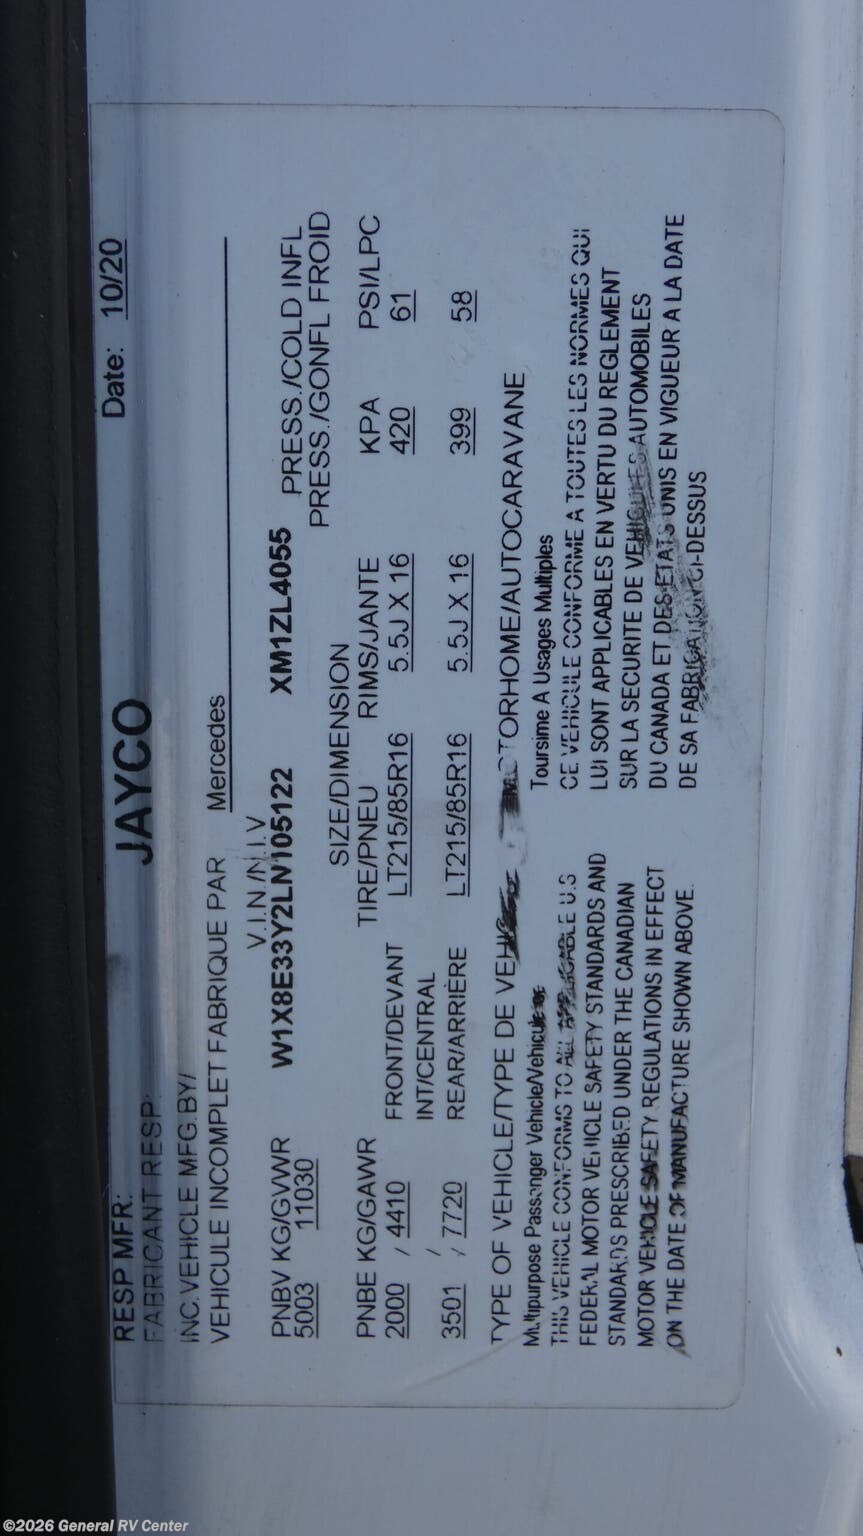 RESP MFR: JAYCO Date: 10/20
FABRICANT RESP:
INC.VEHICLE MFG.BY/
VEHICULE INCOMPLET FABRIQUE PAR Mercedes
V.I.N/N.I.V
PNBV KG/GVWR W1X8E33Y2LN105122 XM1ZL4055 PRESS./COLD INFL
5003 11030 PRESS./GONFL FROID
SIZE/DIMENSION
PNBE KG/GAWR TIRE/PNEU RIMS/JANTE KPA PSI/LPC
2000 / 4410 FRONT/DEVANT LT215/85R16 5.5J X 16 420 61
/ INT/CENTRAL
3501 / 7720 REAR/ARRIÈRE LT215/85R16 5.5J X 16 399 58
TYPE OF VEHICLE/TYPE DE MOTORHOME/AUTOCARAVANE
Multipurpose Passenger Vehicle/Vehicule de Toursime A Usages Multiples
THIS VEHICLE CONFORMS TO ALL APPLICABLE U.S
FEDERAL MOTOR VEHICLE SAFETY STANDARDS AND
STANDARDS PRESCRIBED UNDER THE CANADIAN
MOTOR VEHICLE SAFETY REGULATIONS IN EFFECT
ON THE DATE OF MANUFACTURE SHOWN ABOVE.
CE VEHICULE CONFORME A TOUTES LES NORMES QUI
LUI SONT APPLICABLES EN VERTU DU REGLEMENT
SUR LA SECURITE DE VEHICULES AUTOMOBILES
DU CANADA ET DES ETATS UNIS EN VIGUEUR A LA DATE
DE SA FABRICATION CI-DESSUS
©2026 General RV Center